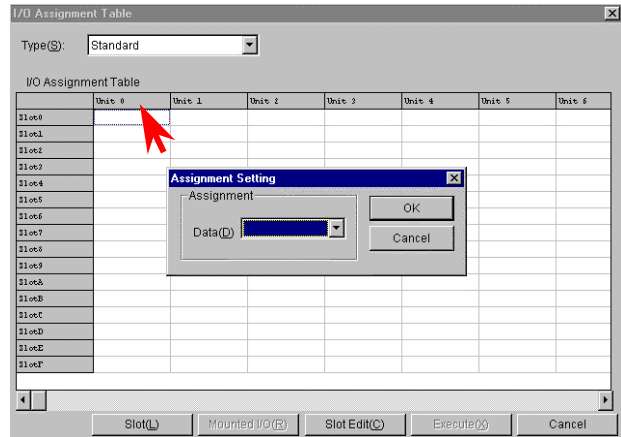 I/O Assignment Table
Type(S): Standard
I/O Assignment Table
Unit 0 Unit 1 Unit 2 Unit 3 Unit 4 Unit 5 Unit 6
Slot0
Slot1
Slot2
Slot3
Slot4
Slot5
Slot6
Slot7
Slot8
Slot9
SlotA
SlotB
SlotC
SlotD
SlotE
SlotF
Assignment Setting
Assignment
Data(D)
OK
Cancel
Slot(L) Mounted I/O(R) Slot Edit(C) Execute(X) Cancel